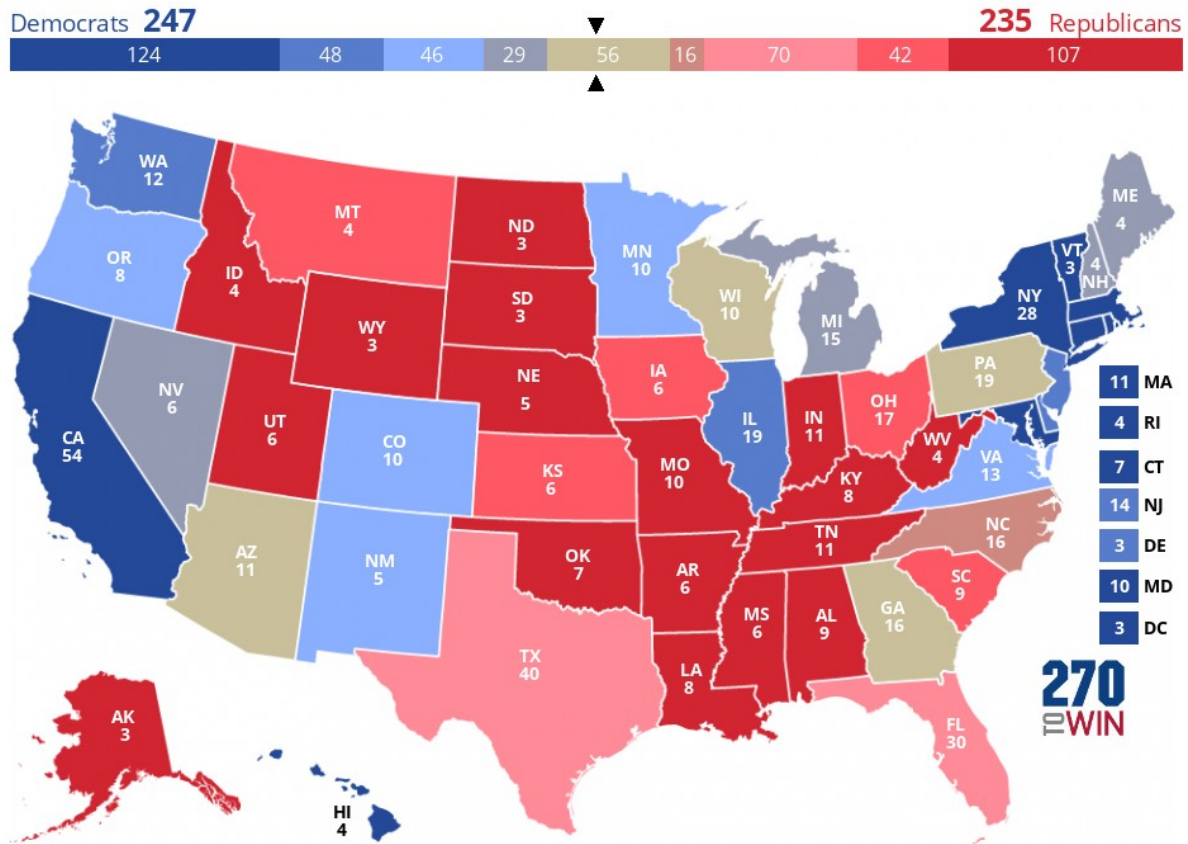 Democrats 247
235 Republicans
124 48 46 29 56 16 70 42 107
WA
12
OR
8
CA
54
NV
6
ID
4
MT
4
WY
3
UT
6
AZ
11
CO
10
NM
5
ND
3
SD
3
NE
5
KS
6
OK
7
TX
40
MN
10
IA
6
MO
10
AR
6
LA
8
WI
10
IL
19
MI
15
IN
11
OH
17
KY
8
TN
11
MS
6
AL
9
GA
16
FL
30
SC
9
NC
16
VA
13
WV
4
PA
19
NY
28
VT
3
4
NH
ME
4
11 MA
4 RI
7 CT
14 NJ
3 DE
10 MD
3 DC
AK
3
HI
4
270
TO WIN